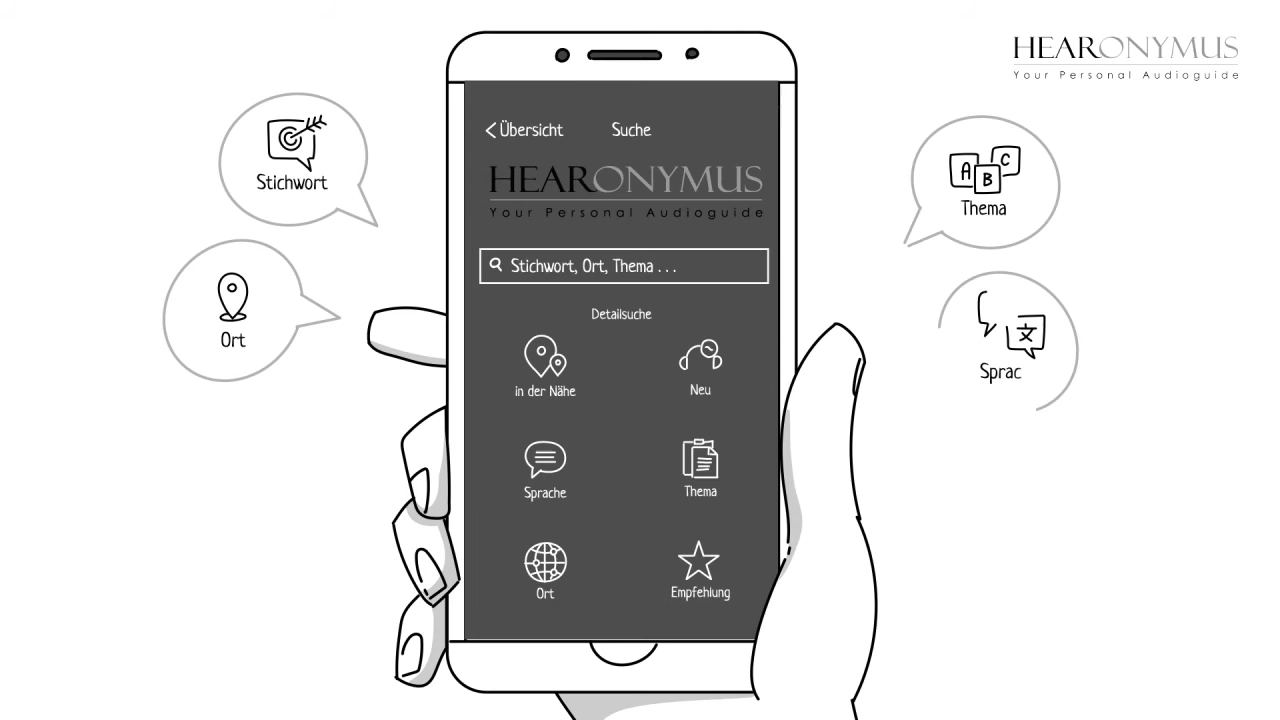 HEARONYMUS
Your Personal Audioguide
Übersicht
Suche
HEARONYMUS
Your Personal Audioguide
Stichwort, Ort, Thema ...
Detailsuche
in der Nähe
Neu
Sprache
Thema
Ort
Empfehlung
Stichwort
Ort
A
B
C
Thema
文
Sprac